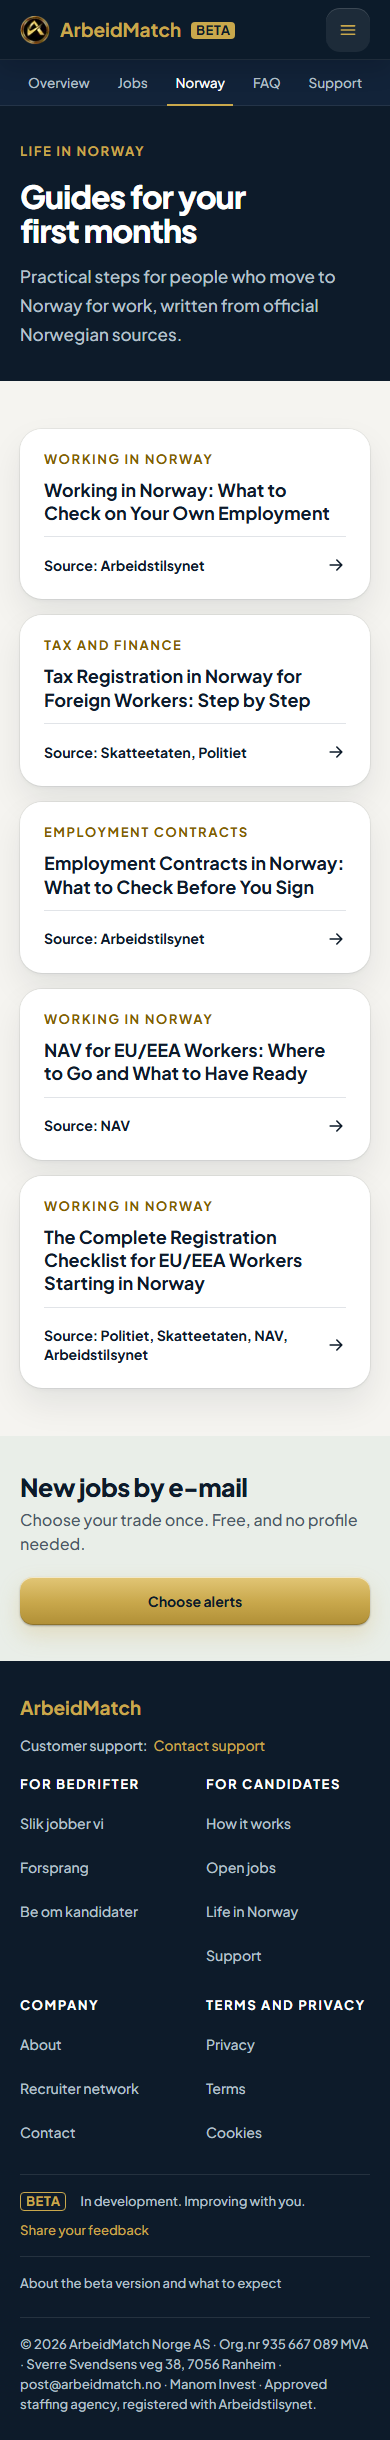 ArbeidMatch BETA
Overview Jobs Norway FAQ Support
LIFE IN NORWAY
Guides for your
first months
Practical steps for people who move to
Norway for work, written from official
Norwegian sources.
WORKING IN NORWAY
Working in Norway: What to
Check on Your Own Employment
Source: Arbeidstilsynet
TAX AND FINANCE
Tax Registration in Norway for
Foreign Workers: Step by Step
Source: Skatteetaten, Politiet
EMPLOYMENT CONTRACTS
Employment Contracts in Norway:
What to Check Before You Sign
Source: Arbeidstilsynet
WORKING IN NORWAY
NAV for EU/EEA Workers: Where
to Go and What to Have Ready
Source: NAV
WORKING IN NORWAY
The Complete Registration
Checklist for EU/EEA Workers
Starting in Norway
Source: Politiet, Skatteetaten, NAV,
Arbeidstilsynet
New jobs by e-mail
Choose your trade once. Free, and no profile
needed.
Choose alerts
ArbeidMatch
Customer support: Contact support
FOR BEDRIFTER
Slik jobber vi
Forsprang
Be om kandidater
FOR CANDIDATES
How it works
Open jobs
Life in Norway
Support
COMPANY
About
Recruiter network
Contact
TERMS AND PRIVACY
Privacy
Terms
Cookies
BETA In development. Improving with you.
Share your feedback
About the beta version and what to expect
© 2026 ArbeidMatch Norge AS · Org.nr 935 667 089 MVA
· Sverre Svendsens veg 38, 7056 Ranheim ·
post@arbeidmatch.no · Manom Invest · Approved
staffing agency, registered with Arbeidstilsynet.